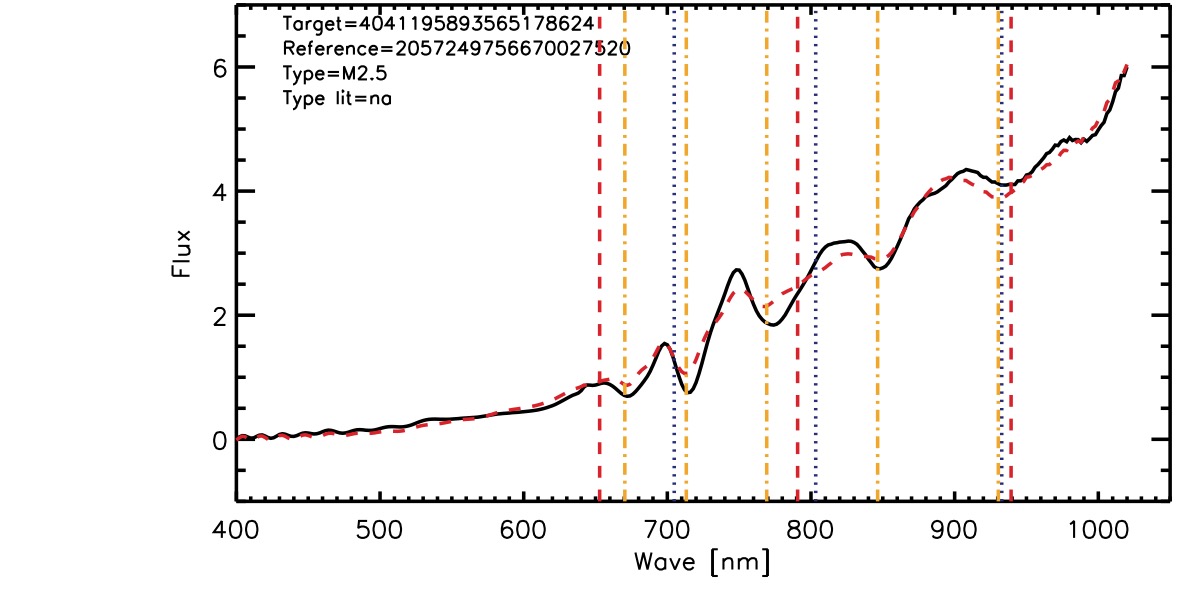 Target=4041195893565178624
Reference=2057249756670027520
Type=M2.5
Type lit=na
Flux
6
4
2
0
400 500 600 700 800 900 1000
Wave [nm]